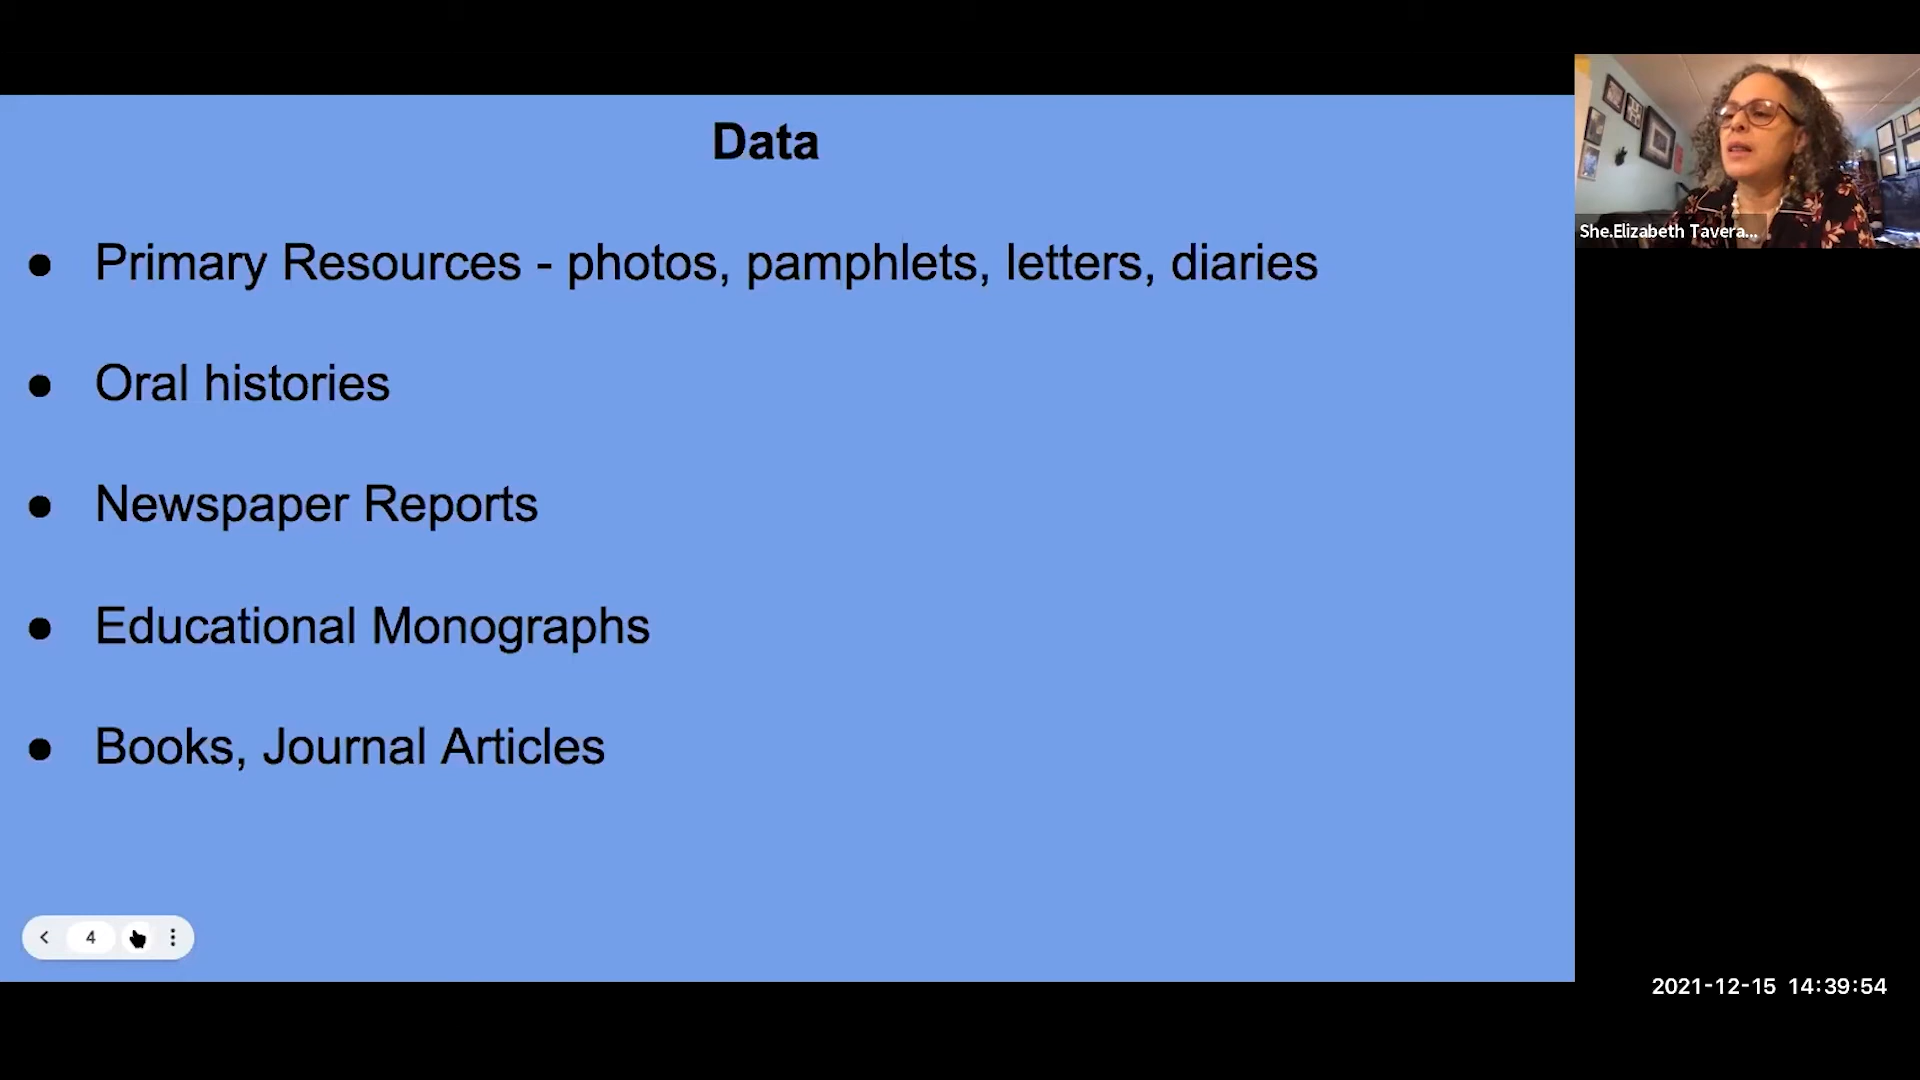 Data
● Primary Resources - photos, pamphlets, letters, diaries
● Oral histories
● Newspaper Reports
● Educational Monographs
● Books, Journal Articles
4
She.Elizabeth Tavera...
2021-12-15 14:39:54